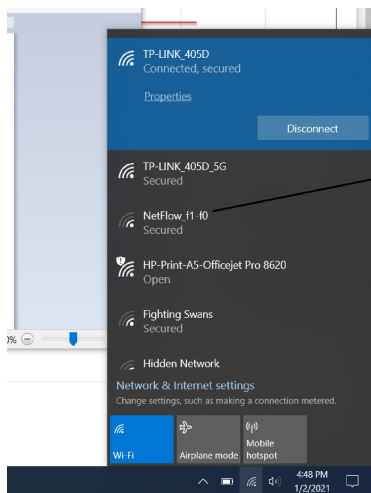 TP-LINK_405D
Connected, secured
Properties
Disconnect
TP-LINK_405D_5G
Secured
NetFlow_f1-f0
Secured
HP-Print-A5-Officejet Pro 8620
Open
Fighting Swans
Secured
Hidden Network
Network & Internet settings
Change settings, such as making a connection metered.
Wi-Fi
Airplane mode
Mobile
hotspot
4:48 PM
1/2/2021